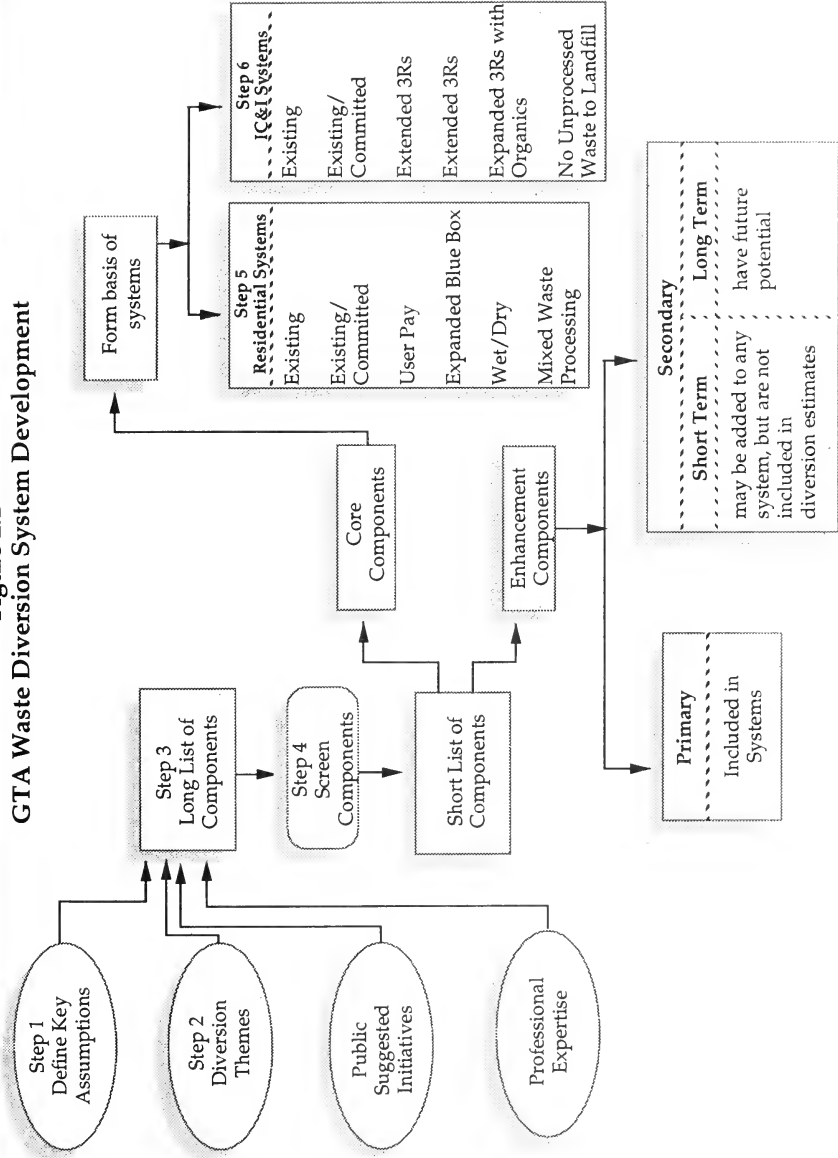 GTA Waste Diversion System Development
Step 1
Define Key
Assumptions
Step 2
Diversion
Themes
Public
Suggested
Initiatives
Professional
Expertise
Step 3
Long List of
Components
Step 4
Screen
Components
Short List of
Components
Core
Components
Enhancement
Components
Form basis of
systems
Step 5
Residential Systems
Existing
Existing/
Committed
User Pay
Expanded Blue Box
Wet/Dry
Mixed Waste
Processing
Step 6
IC&I Systems
Existing
Existing/
Committed
Extended 3Rs
Extended 3Rs
Expanded 3Rs with
Organics
No Unprocessed
Waste to Landfill
Primary
Included in
Systems
Secondary
Short Term
may be added to any
system, but are not
included in
diversion estimates
Long Term
have future
potential